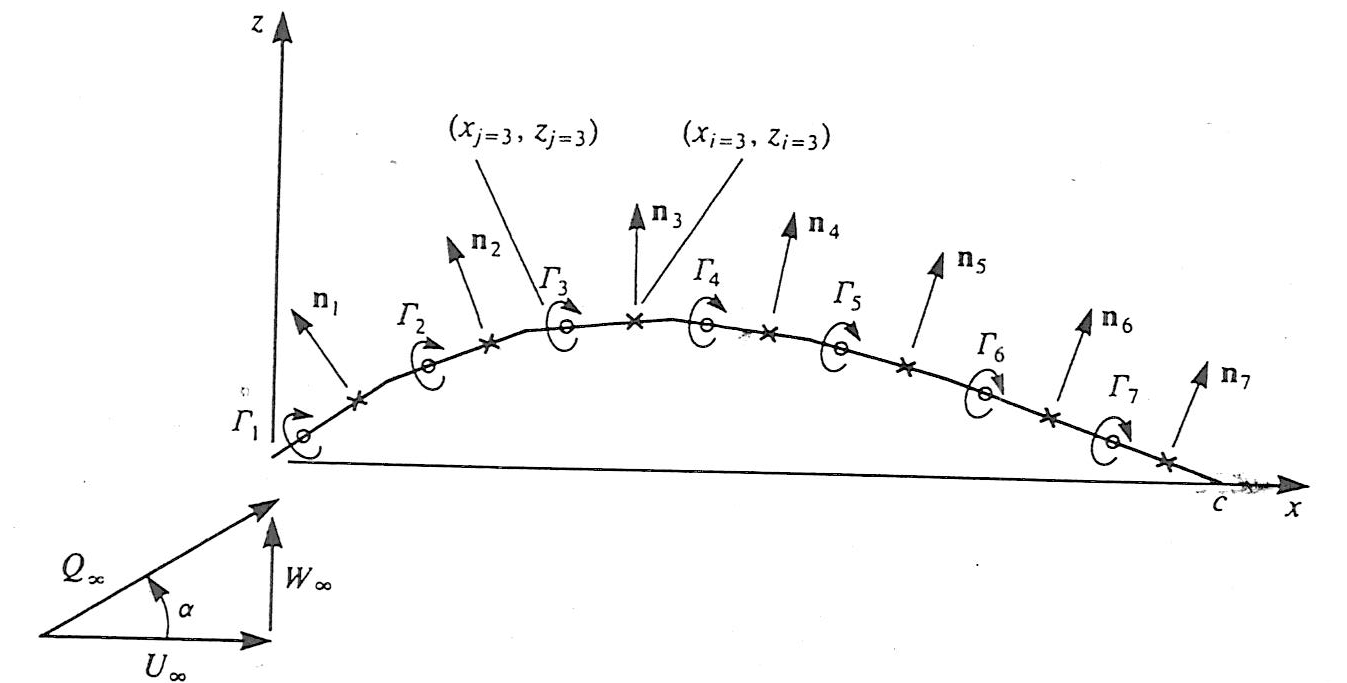 z
(x_{j=3}, z_{j=3}) (x_{i=3}, z_{i=3})
n_3
n_4
n_2
n_5
Γ_3
Γ_4
n_1
Γ_5
Γ_2
n_6
Γ_6
n_7
Γ_7
Γ_1
c
x
Q_∞
W_∞
α
U_∞